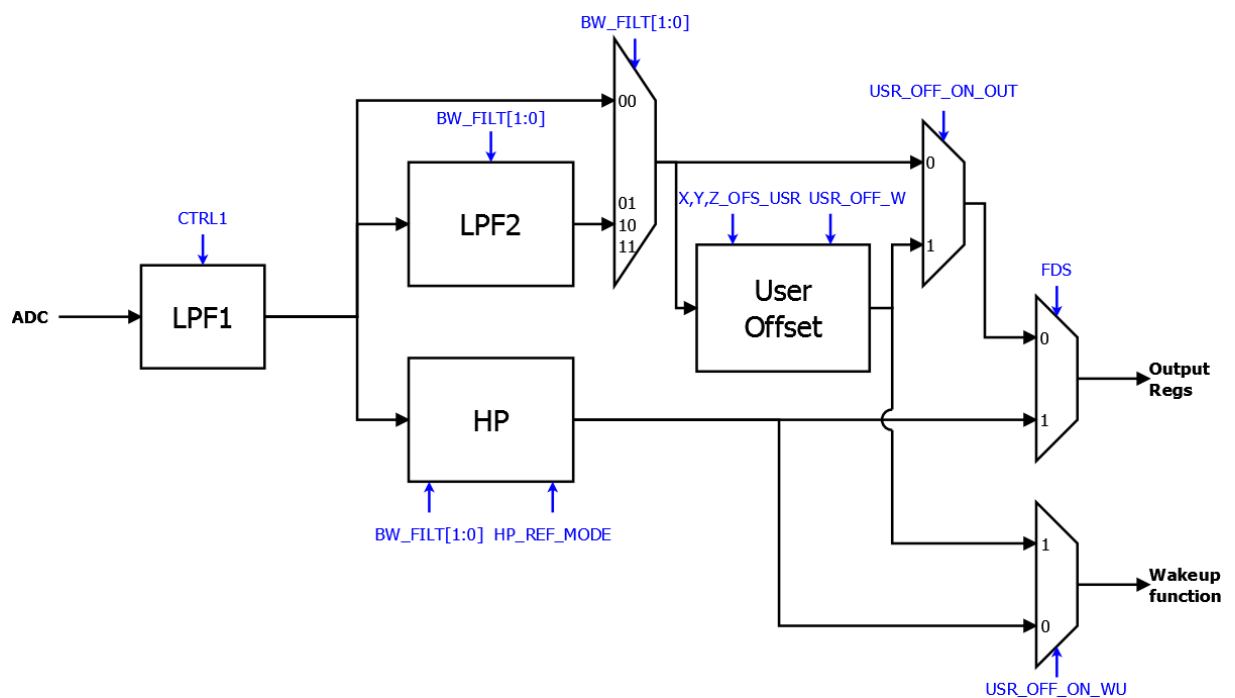 BW_FILT[1:0]
00
USR_OFF_ON_OUT
BW_FILT[1:0]
0
01
X,Y,Z_OFS_USR USR_OFF_W
CTRL1
LPF2
10
11
1
User
Offset
FDS
ADC
LPF1
0
Output
Regs
HP
1
BW_FILT[1:0] HP_REF_MODE
1
Wakeup
function
0
USR_OFF_ON_WU